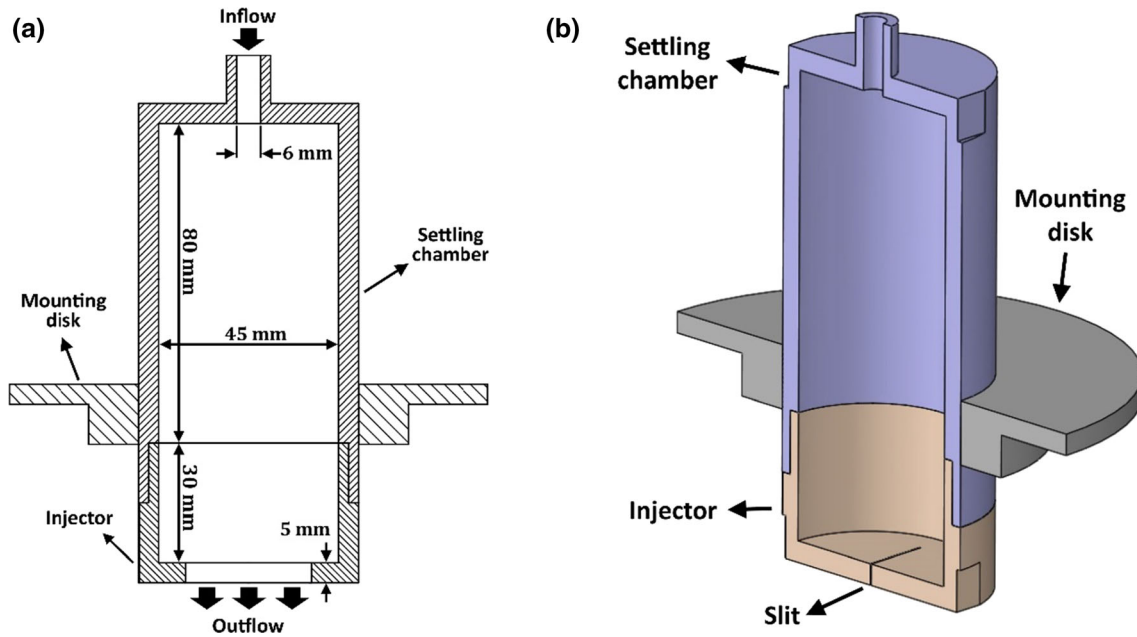 (a)
Inflow
6 mm
80 mm
Settling
chamber
Mounting
disk
45 mm
30 mm
Injector
5 mm
Outflow
(b)
Settling
chamber
Mounting
disk
Injector
Slit